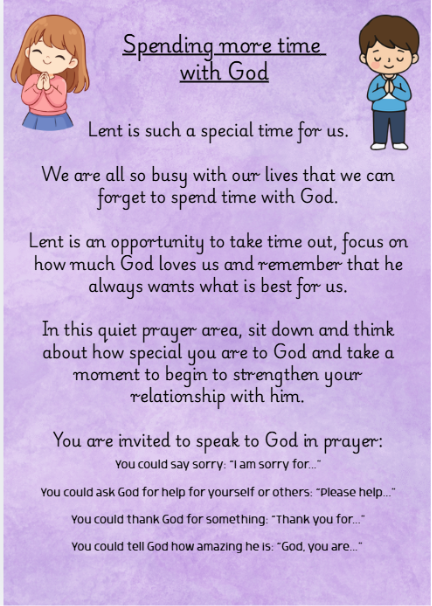 Spending more time
with God
Lent is such a special time for us.
We are all so busy with our lives that we can
forget to spend time with God.
Lent is an opportunity to take time out, focus on
how much God loves us and remember that he
always wants what is best for us.
In this quiet prayer area, sit down and think
about how special you are to God and take a
moment to begin to strengthen your
relationship with him.
You are invited to speak to God in prayer:
You could say sorry: "I am sorry for..."
You could ask God for help for yourself or others: "Please help..."
You could thank God for something: "Thank you for..."
You could tell God how amazing he is: "God, you are..."